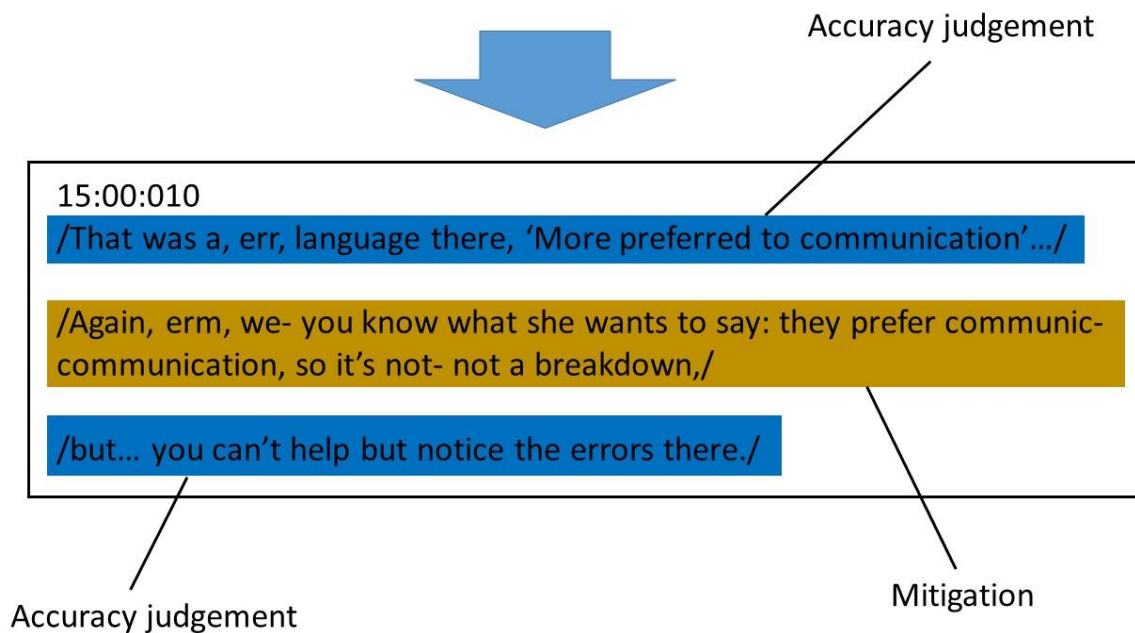 Accuracy judgement
15:00:010
/That was a, err, language there, ‘More preferred to communication’…/
/Again, erm, we- you know what she wants to say: they prefer communic-
communication, so it’s not- not a breakdown,/
/but… you can’t help but notice the errors there./
Mitigation
Accuracy judgement